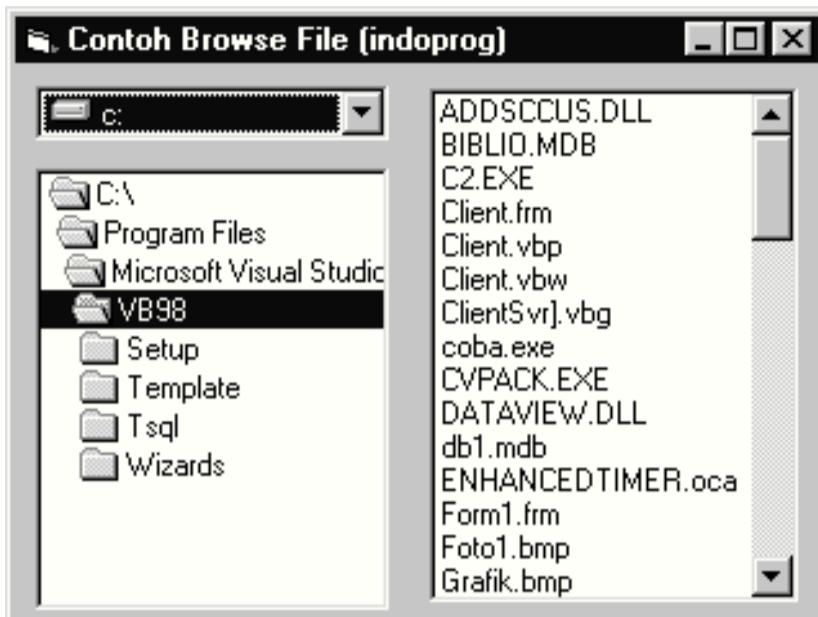 Contoh Browse File (indoprog)
c:
C:\
Program Files
Microsoft Visual Studio
VB98
Setup
Template
Tsql
Wizards
ADDSCCUS.DLL
BIBLIO.MDB
C2.EXE
Client.frm
Client.vbp
Client.vbw
ClientSvr].vbg
coba.exe
CVPACK.EXE
DATAVIEW.DLL
db1.mdb
ENHANCEDTIMER.oca
Form1.frm
Foto1.bmp
Grafik.bmp